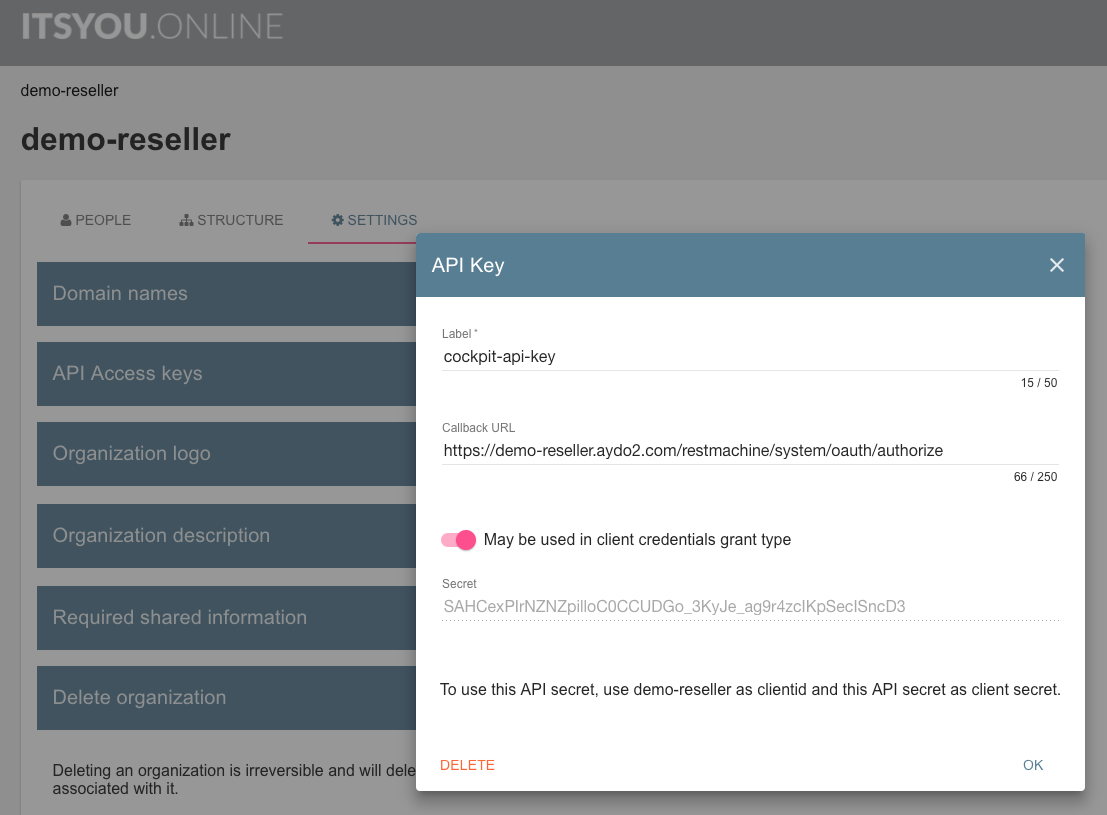 ITSYOU.ONLINE
demo-reseller
demo-reseller
PEOPLE
STRUCTURE
SETTINGS
Domain names
API Access keys
Organization logo
Organization description
Required shared information
Delete organization
Deleting an organization is irreversible and will dele
associated with it.
API Key
Label *
cockpit-api-key
15 / 50
Callback URL
https://demo-reseller.aydo2.com/restmachine/system/oauth/authorize
66 / 250
May be used in client credentials grant type
Secret
SAHCexPIrNZNZpilloC0CCUDGo_3KyJe_ag9r4zcIKpSecISncD3
To use this API secret, use demo-reseller as clientid and this API secret as client secret.
DELETE
OK